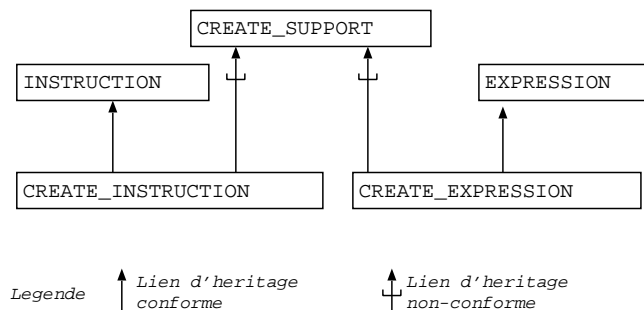 CREATE_SUPPORT
INSTRUCTION
EXPRESSION
CREATE_INSTRUCTION
CREATE_EXPRESSION
Legende
Lien d'heritage
conforme
Lien d'heritage
non-conforme